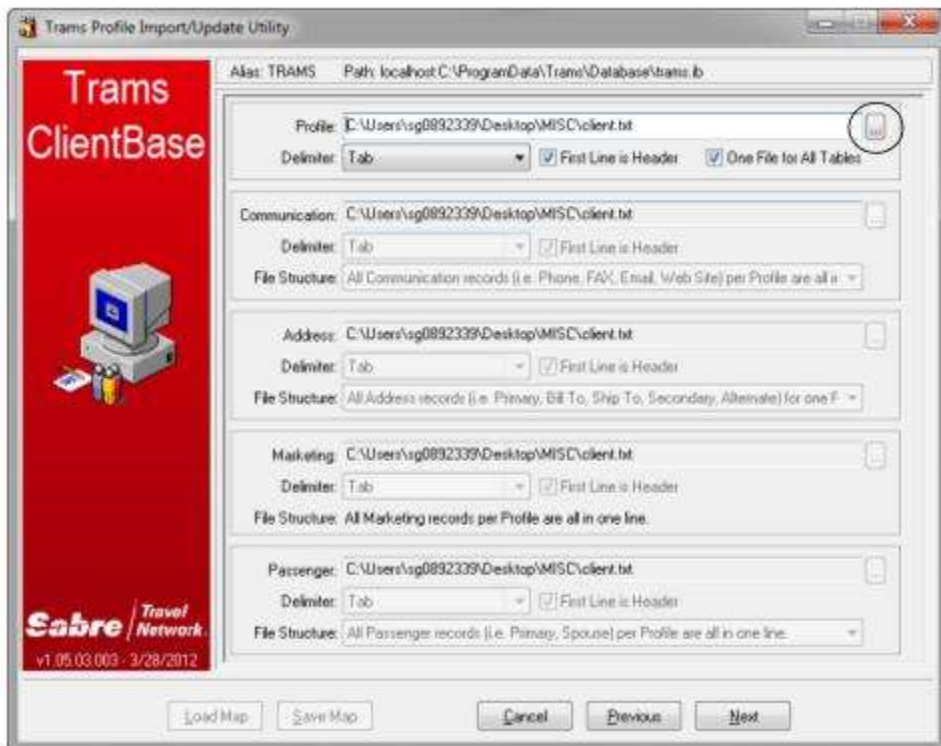 Trams Profile Import/Update Utility
Trams
ClientBase
Alias: TRAMS Path: localhost:C:\ProgramData\Trams\Database\trams.ib
Profile: C:\Users\sg0892339\Desktop\MISC\client.txt ...
Delimiter: Tab First Line is Header One File for All Tables
Communication: C:\Users\sg0892339\Desktop\MISC\client.txt ...
Delimiter: Tab First Line is Header
File Structure: All Communication records (i.e. Phone, FAX, Email, Web Site) per Profile are all ir
Address: C:\Users\sg0892339\Desktop\MISC\client.txt ...
Delimiter: Tab First Line is Header
File Structure: All Address records (i.e. Primary, Bill To, Ship To, Secondary, Alternate) for one F
Marketing: C:\Users\sg0892339\Desktop\MISC\client.txt ...
Delimiter: Tab First Line is Header
File Structure: All Marketing records per Profile are all in one line.
Passenger: C:\Users\sg0892339\Desktop\MISC\client.txt ...
Delimiter: Tab First Line is Header
File Structure: All Passenger records (i.e. Primary, Spouse) per Profile are all in one line.
Sabre Travel Network.
v1.05.03.003 - 3/28/2012
Load Map Save Map Cancel Previous Next